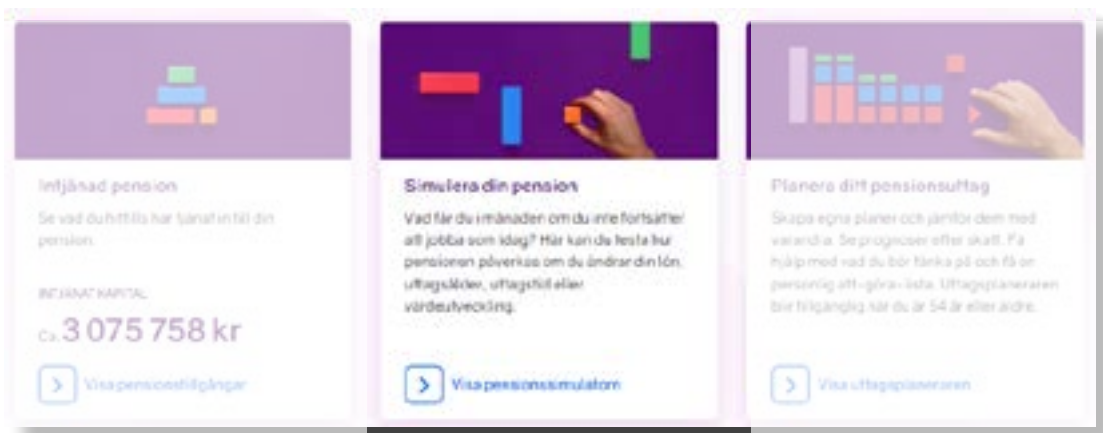 Intjänad pension
Se vad du hittills har tjänat in till din
pension.
INTJÄNAT KAPITAL
Ca. 3 075 758 kr
Visa pensionstillgångar
Simulera din pension
Vad får du i månaden om du inte fortsätter
att jobba som idag? Här kan du testa hur
pensionen påverkas om du ändrar din lön,
uttagsålder, uttagstid eller
värdeutveckling.
Visa pensionssimulatorn
Planera ditt pensionsuttag
Skapa egna planer och jämför dem med
varandra. Se prognoser efter skatt. Få
hjälp med vad du bör tänka på och få en
personlig att-göra-lista. Uttagsplaneraren
blir tillgänglig när du är 54 år eller äldre.
Visa uttagsplaneraren